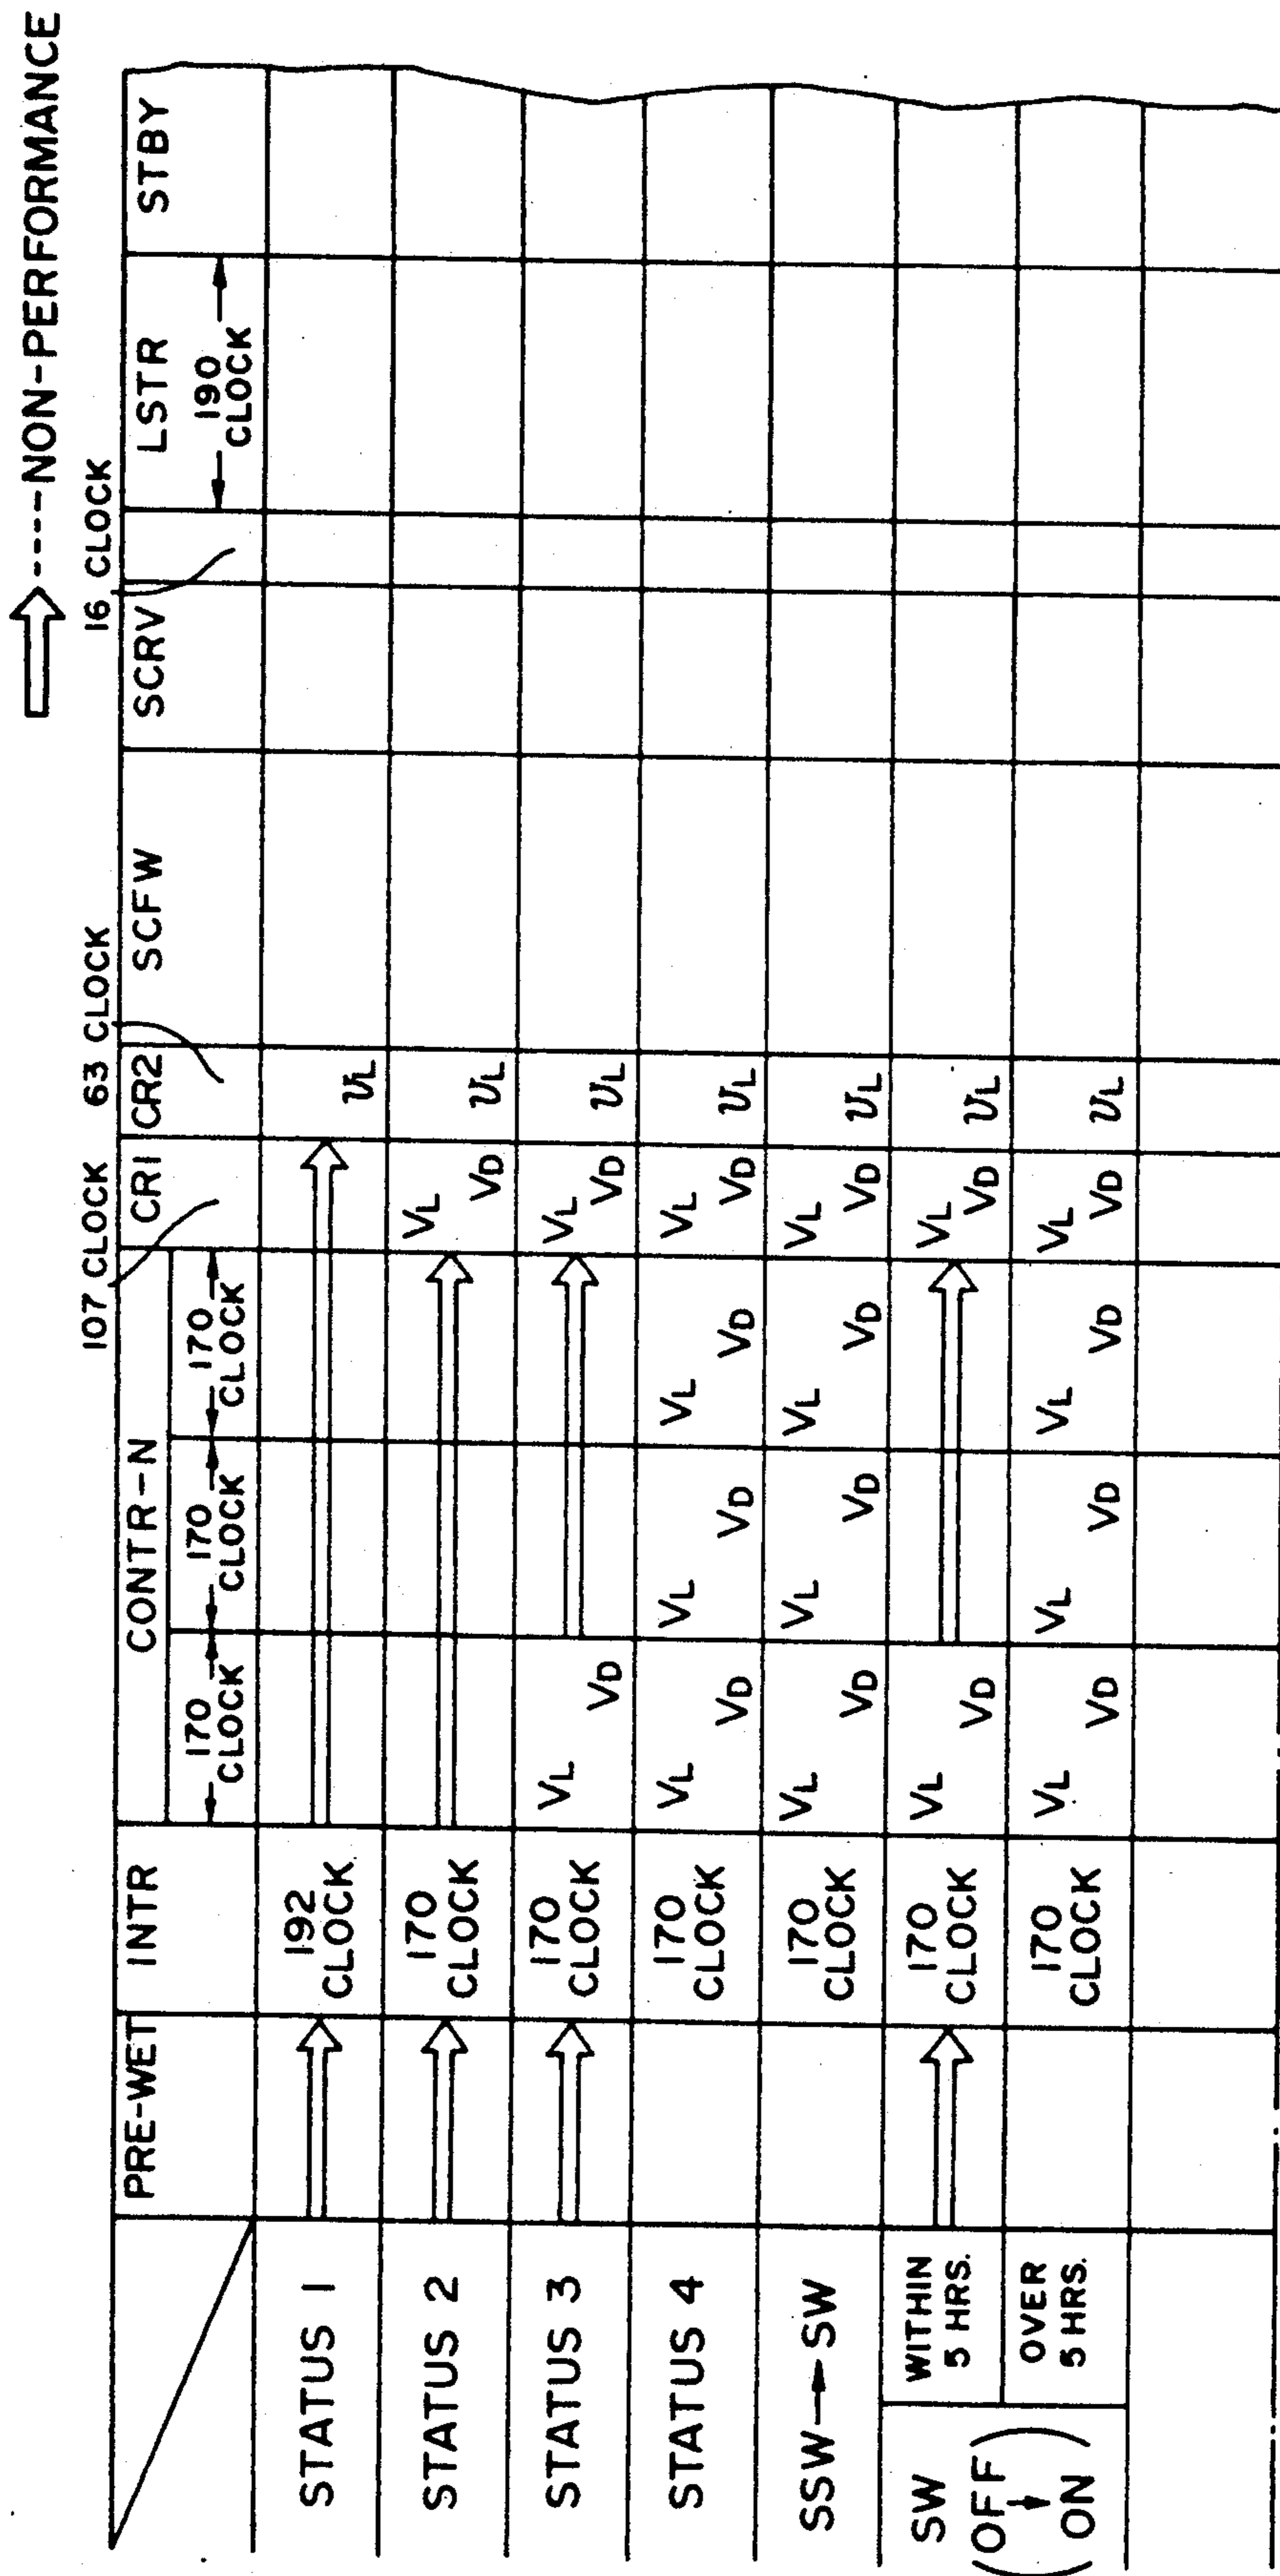 ----NON-PERFORMANCE
107 CLOCK 63 CLOCK 16 CLOCK
PRE-WET INTR CONTR-N CR1 CR2 SCFW SCRV LSTR STBY
170 CLOCK 170 CLOCK 170 CLOCK 190 CLOCK
STATUS 1 192 CLOCK VL
STATUS 2 170 CLOCK VL VD VL
STATUS 3 170 CLOCK VL VD VL VD VL
STATUS 4 170 CLOCK VL VD VL VD VL VD VL VD VL
SSW→SW 170 CLOCK VL VD VL VD VL VD VL VD VL
SW (OFF → ON)
WITHIN 5 HRS. 170 CLOCK VL VD VL VD VL
OVER 5 HRS. 170 CLOCK VL VD VL VD VL VD VL VD VL